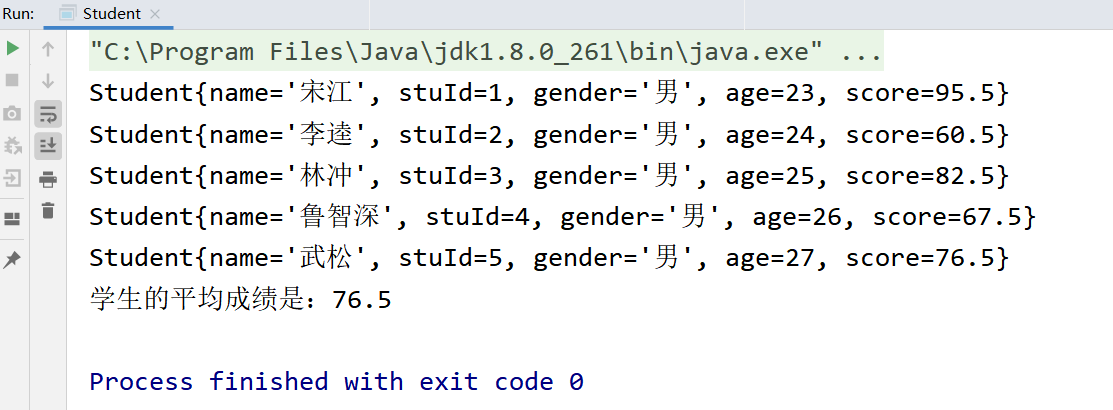 Run: Student
"C:\Program Files\Java\jdk1.8.0_261\bin\java.exe" ...
Student{name='宋江', stuId=1, gender='男', age=23, score=95.5}
Student{name='李逵', stuId=2, gender='男', age=24, score=60.5}
Student{name='林冲', stuId=3, gender='男', age=25, score=82.5}
Student{name='鲁智深', stuId=4, gender='男', age=26, score=67.5}
Student{name='武松', stuId=5, gender='男', age=27, score=76.5}
学生的平均成绩是：76.5
Process finished with exit code 0